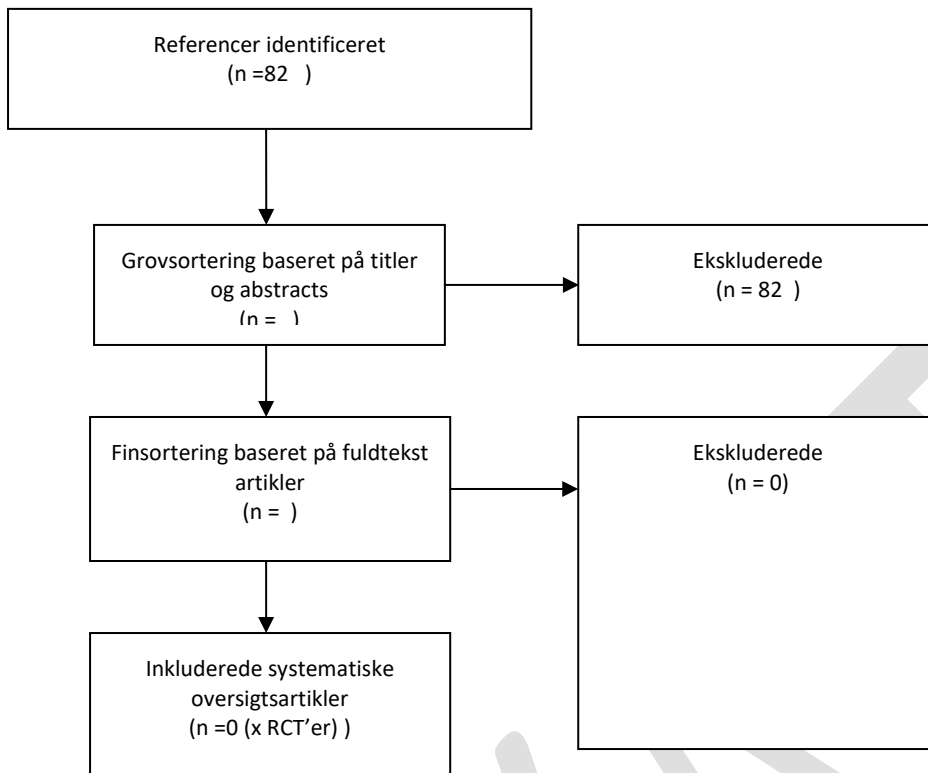 Referencer identificeret
(n =82   )
Grovsortering baseret på titler
og abstracts
(n =   )
Ekskluderede
(n = 82  )
Finsortering baseret på fuldtekst
artikler
(n =  )
Ekskluderede
(n = 0)
Inkluderede systematiske
oversigtsartikler
(n =0 (x RCT’er) )